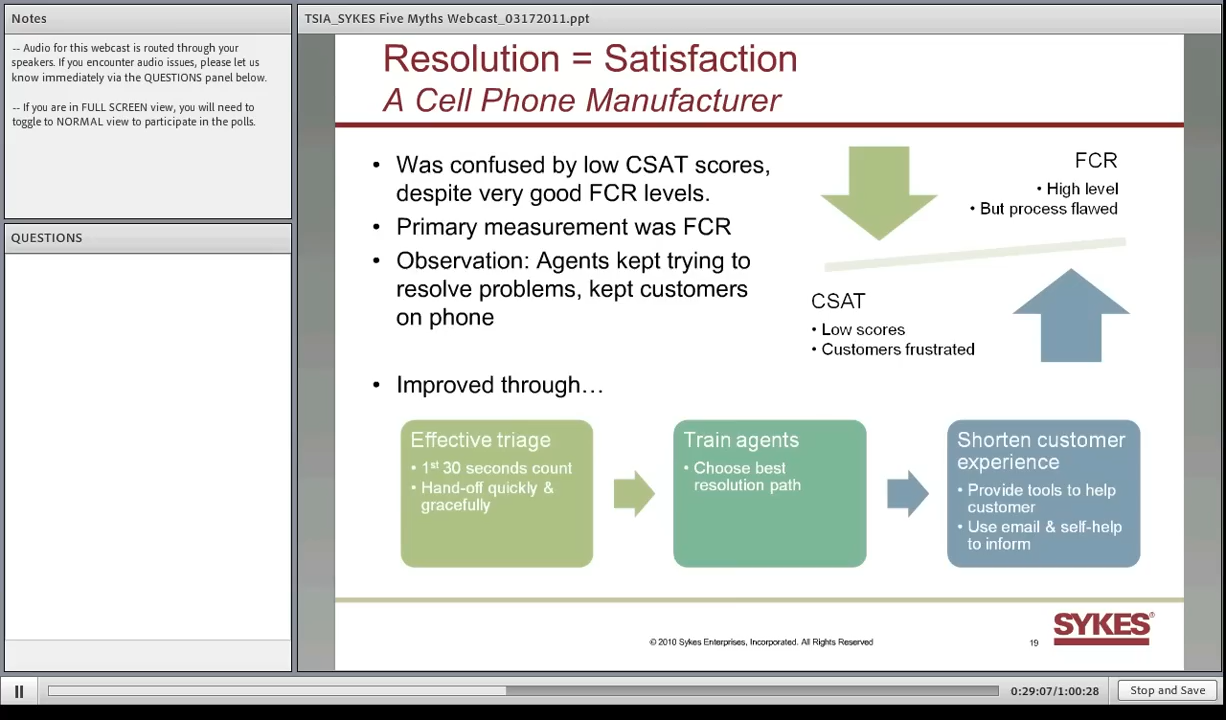 Notes
-- Audio for this webcast is routed through your
speakers. If you encounter audio issues, please let us
know immediately via the QUESTIONS panel below.
-- If you are in FULL SCREEN view, you will need to
toggle to NORMAL view to participate in the polls.
QUESTIONS
TSIA_SYKES Five Myths Webcast_03172011.ppt
Resolution = Satisfaction
A Cell Phone Manufacturer
• Was confused by low CSAT scores,
despite very good FCR levels.
• Primary measurement was FCR
• Observation: Agents kept trying to
resolve problems, kept customers
on phone
• Improved through…
FCR
• High level
• But process flawed
CSAT
• Low scores
• Customers frustrated
Effective triage
• 1st 30 seconds count
• Hand-off quickly &
gracefully
Train agents
• Choose best
resolution path
Shorten customer
experience
• Provide tools to help
customer
• Use email & self-help
to inform
© 2010 Sykes Enterprises, Incorporated. All Rights Reserved
19
SYKES®
0:29:07/1:00:28
Stop and Save